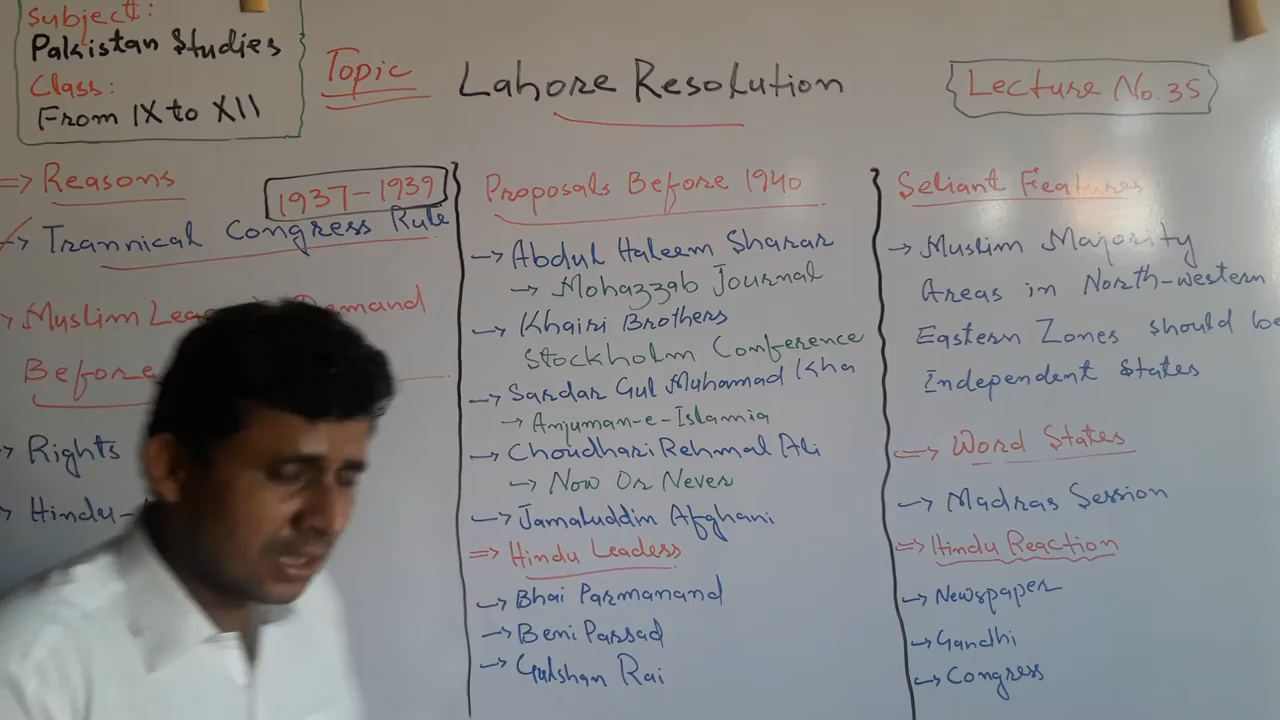 Subject:
Pakistan Studies
Class:
From IX to XII
Topic Lahore Resolution
Lecture No.35
=> Reasons
1937-1939
→ Trannical Congress Rule
→ Muslim Demand
Before
→ Rights
→ Hindu-
Proposals Before 1940
→ Abdul Haleem Sharar
→ Mohazzab Journal
→ Khairi Brothers
Stockholm Conference
→ Sardar Gul Muhamad Kha
→ Anjuman-e-Islamia
→ Choudhari Rehmal Ali
→ Now Or Never
→ Jamaluddin Afghani
=> Hindu Leaders
→ Bhai Parmanand
→ Beni Parsad
→ Gulshan Rai
Seliant Features
→ Muslim Majority
Areas in North-western
Eastern Zones should be
Independent States
=> Word States
→ Madras Session
=> Hindu Reaction
→ Newspaper
→ Gandhi
→ Congress